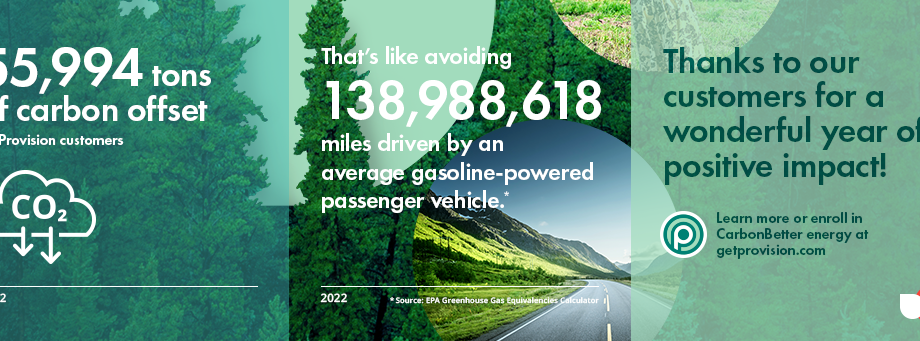 55,994 tons
f carbon offset
Provision customers
CO₂
2
That's like avoiding
138,988,618
miles driven by an
average gasoline-powered
passenger vehicle.*
2022
* Source: EPA Greenhouse Gas Equivalencies Calculator
Thanks to our
customers for a
wonderful year of
positive impact!
Learn more or enroll in
CarbonBetter energy at
getprovision.com